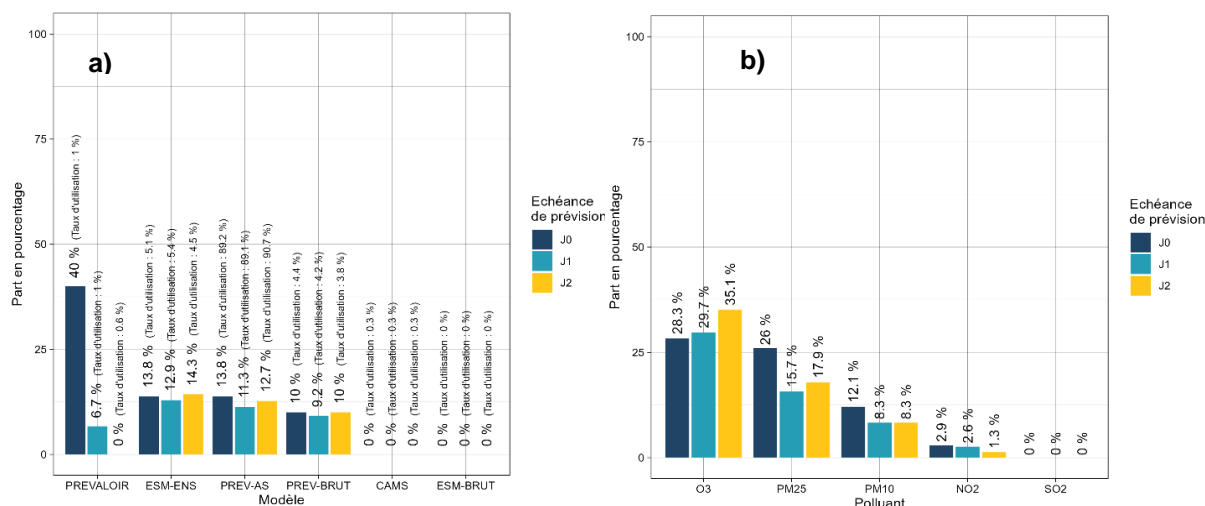 a)
Part en pourcentage
100
75
50
25
0
40 % (Taux d'utilisation : 1 %)
6.7 % (Taux d'utilisation : 1 %)
0 % (Taux d'utilisation : 0.6 %)
13.8 % (Taux d'utilisation : 5.1 %)
12.9 % (Taux d'utilisation : 5.4 %)
14.3 % (Taux d'utilisation : 4.5 %)
13.8 % (Taux d'utilisation : 89.2 %)
11.3 % (Taux d'utilisation : 89.1 %)
12.7 % (Taux d'utilisation : 90.7 %)
10 % (Taux d'utilisation : 4.4 %)
9.2 % (Taux d'utilisation : 4.2 %)
10 % (Taux d'utilisation : 3.8 %)
0 % (Taux d'utilisation : 0.3 %)
0 % (Taux d'utilisation : 0.3 %)
0 % (Taux d'utilisation : 0.3 %)
0 % (Taux d'utilisation : 0 %)
0 % (Taux d'utilisation : 0 %)
0 % (Taux d'utilisation : 0 %)
PREVALOIR ESM-ENS PREV-AS PREV-BRUT CAMS ESM-BRUT
Modèle
Echéance
de prévision
J0
J1
J2
b)
Part en pourcentage
100
75
50
25
0
28.3 %
29.7 %
35.1 %
26 %
15.7 %
17.9 %
12.1 %
8.3 %
8.3 %
2.9 %
2.6 %
1.3 %
0 %
0 %
0 %
O3 PM25 PM10 NO2 SO2
Polluant
Echéance
de prévision
J0
J1
J2